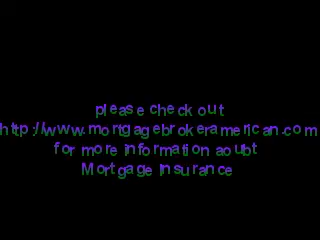 please check out
http://www.mortgagebrokeramerican.com
for more information aoubt
Mortgage Insurance